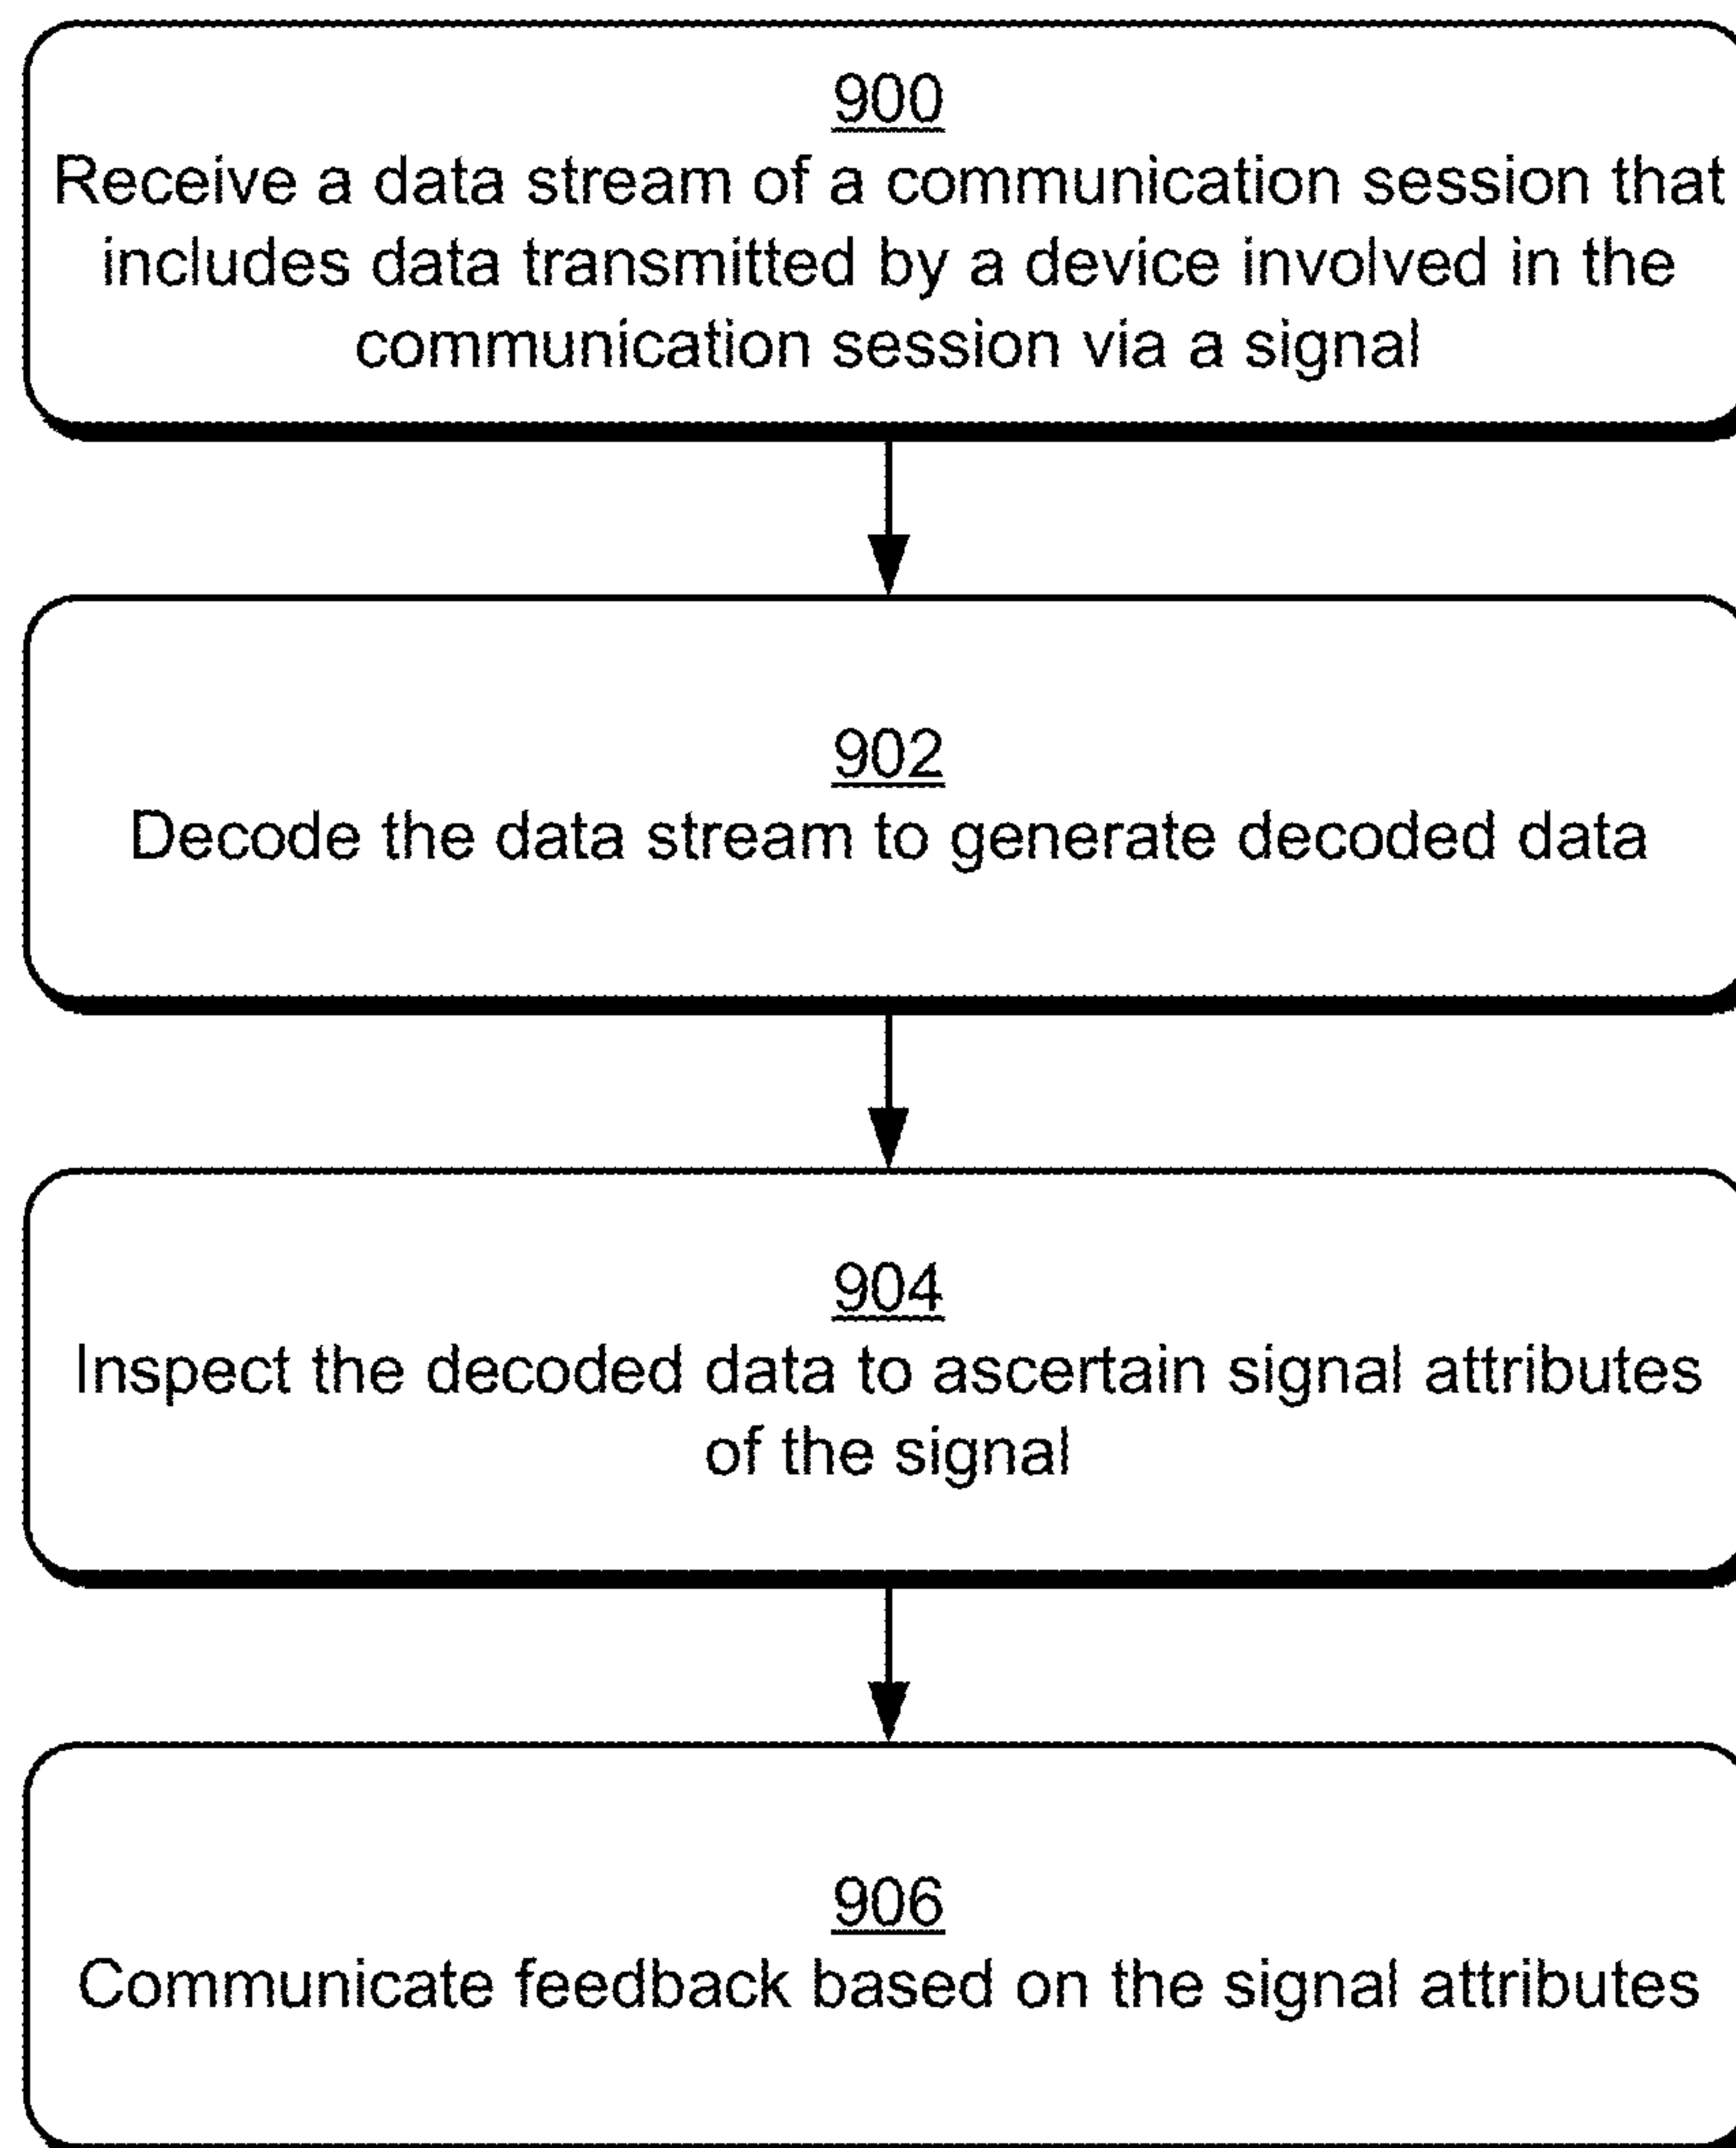 900
Receive a data stream of a communication session that
includes data transmitted by a device involved in the
communication session via a signal
902
Decode the data stream to generate decoded data
904
Inspect the decoded data to ascertain signal attributes
of the signal
906
Communicate feedback based on the signal attributes